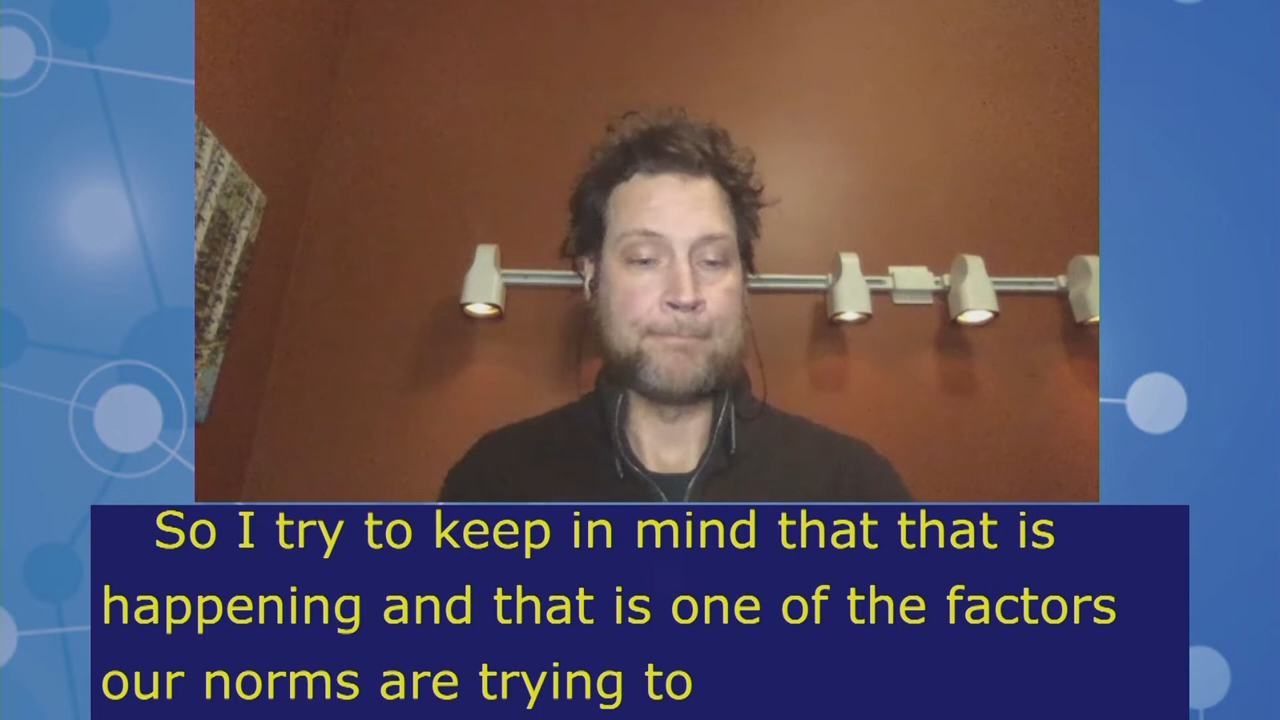 So I try to keep in mind that that is
happening and that is one of the factors
our norms are trying to